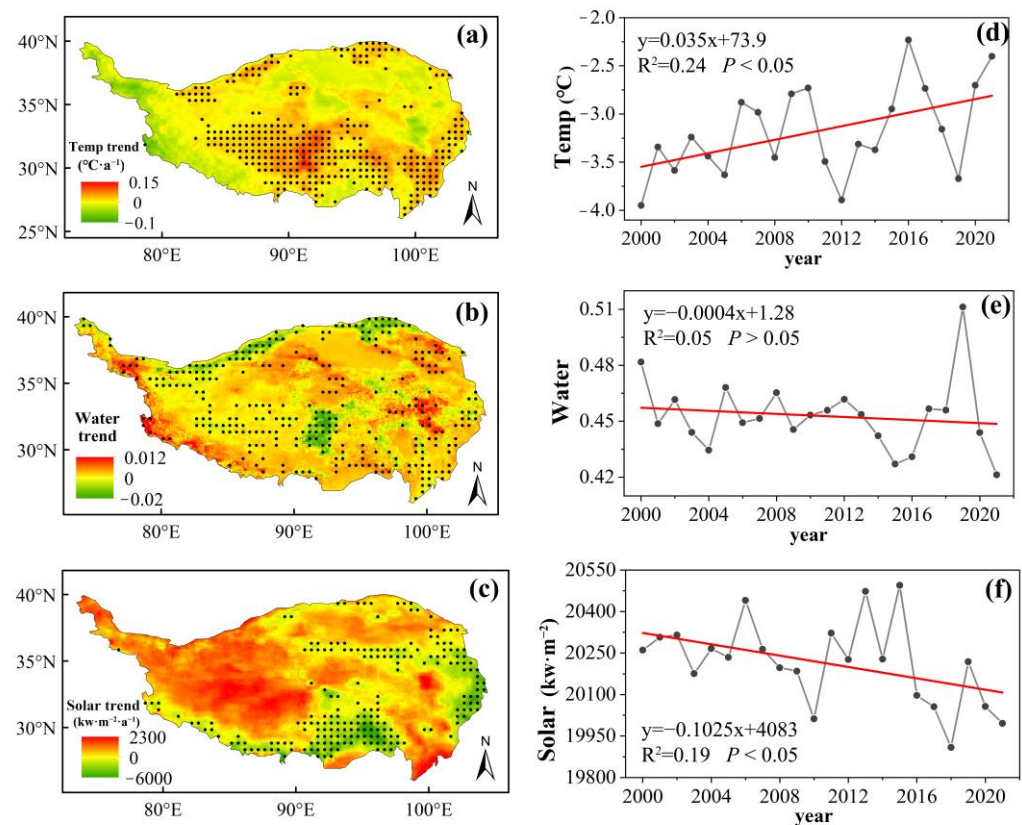 (a)
40°N
35°N
30°N
25°N
Temp trend
(°C·a⁻¹)
0.15
0
−0.1
N
80°E 90°E 100°E
(d)
y=0.035x+73.9
R²=0.24 P < 0.05
Temp (°C)
−2.0
−2.5
−3.0
−3.5
−4.0
2000 2004 2008 2012 2016 2020
year
(b)
40°N
35°N
30°N
Water
trend
0.012
0
−0.02
N
80°E 90°E 100°E
(e)
y=−0.0004x+1.28
R²=0.05 P > 0.05
Water
0.51
0.48
0.45
0.42
2000 2004 2008 2012 2016 2020
year
(c)
40°N
35°N
30°N
Solar trend
(kw·m⁻²·a⁻¹)
2300
0
−6000
N
80°E 90°E 100°E
(f)
Solar (kw·m⁻²)
20550
20400
20250
20100
19950
19800
y=−0.1025x+4083
R²=0.19 P < 0.05
2000 2004 2008 2012 2016 2020
year